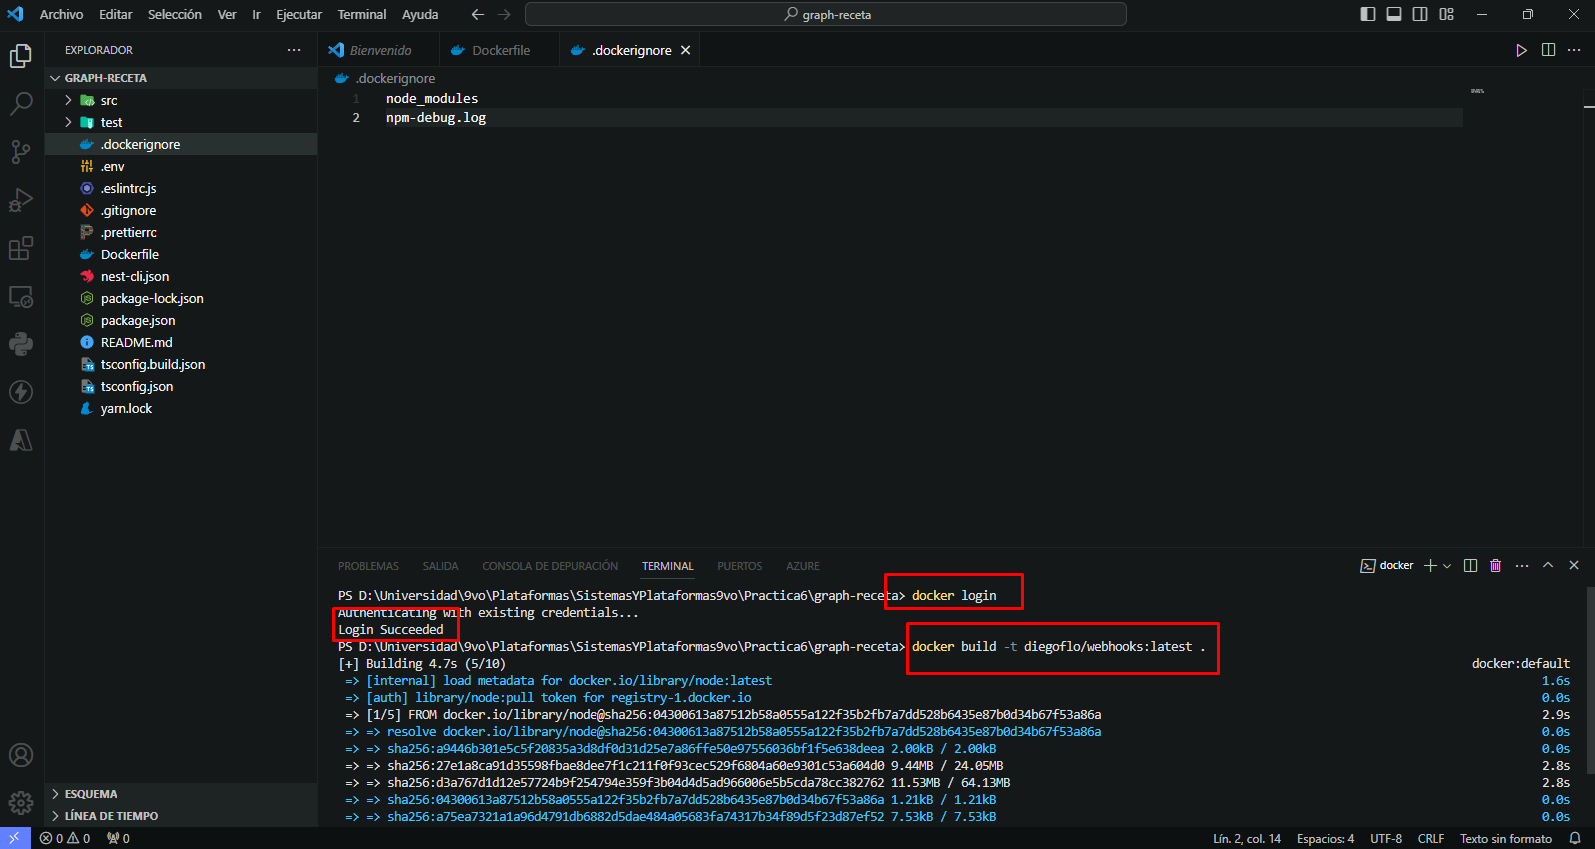 Archivo Editar Selección Ver Ir Ejecutar Terminal Ayuda
graph-receta
EXPLORADOR
GRAPH-RECETA
src
test
.dockerignore
.env
.eslintrc.js
.gitignore
.prettierrc
Dockerfile
nest-cli.json
package-lock.json
package.json
README.md
tsconfig.build.json
tsconfig.json
yarn.lock
ESQUEMA
LÍNEA DE TIEMPO
Bienvenido Dockerfile .dockerignore
.dockerignore
1 node_modules
2 npm-debug.log
PROBLEMAS SALIDA CONSOLA DE DEPURACIÓN TERMINAL PUERTOS AZURE
docker
PS D:\Universidad\9vo\Plataformas\SistemasYPlataformas9vo\Practica6\graph-receta> docker login
Authenticating with existing credentials...
Login Succeeded
PS D:\Universidad\9vo\Plataformas\SistemasYPlataformas9vo\Practica6\graph-receta> docker build -t diegoflo/webhooks:latest .
[+] Building 4.7s (5/10) docker:default
=> [internal] load metadata for docker.io/library/node:latest 1.6s
=> [auth] library/node:pull token for registry-1.docker.io 0.0s
=> [1/5] FROM docker.io/library/node@sha256:04300613a87512b58a0555a122f35b2fb7a7dd528b6435e87b0d34b67f53a86a 2.9s
=> => resolve docker.io/library/node@sha256:04300613a87512b58a0555a122f35b2fb7a7dd528b6435e87b0d34b67f53a86a 0.0s
=> => sha256:a9446b301e5c5f20835a3d8df0d31d25e7a86ffe50e97556036bf1f5e638deea 2.00kB / 2.00kB 0.0s
=> => sha256:27e1a8ca91d35598fbae8dee7f1c211f0f93cec529f6804a60e9301c53a604d0 9.44MB / 24.05MB 2.8s
=> => sha256:d3a767d1d12e57724b9f254794e359f3b04d4d5ad966006e5b5cda78cc382762 11.53MB / 64.13MB 2.8s
=> => sha256:04300613a87512b58a0555a122f35b2fb7a7dd528b6435e87b0d34b67f53a86a 1.21kB / 1.21kB 0.0s
=> => sha256:a75ea7321a1a96d4791db6882d5dae484a05683fa74317b34f89d5f23d87ef52 7.53kB / 7.53kB 0.0s
0 0 0
Lín. 2, col. 14 Espacios: 4 UTF-8 CRLF Texto sin formato